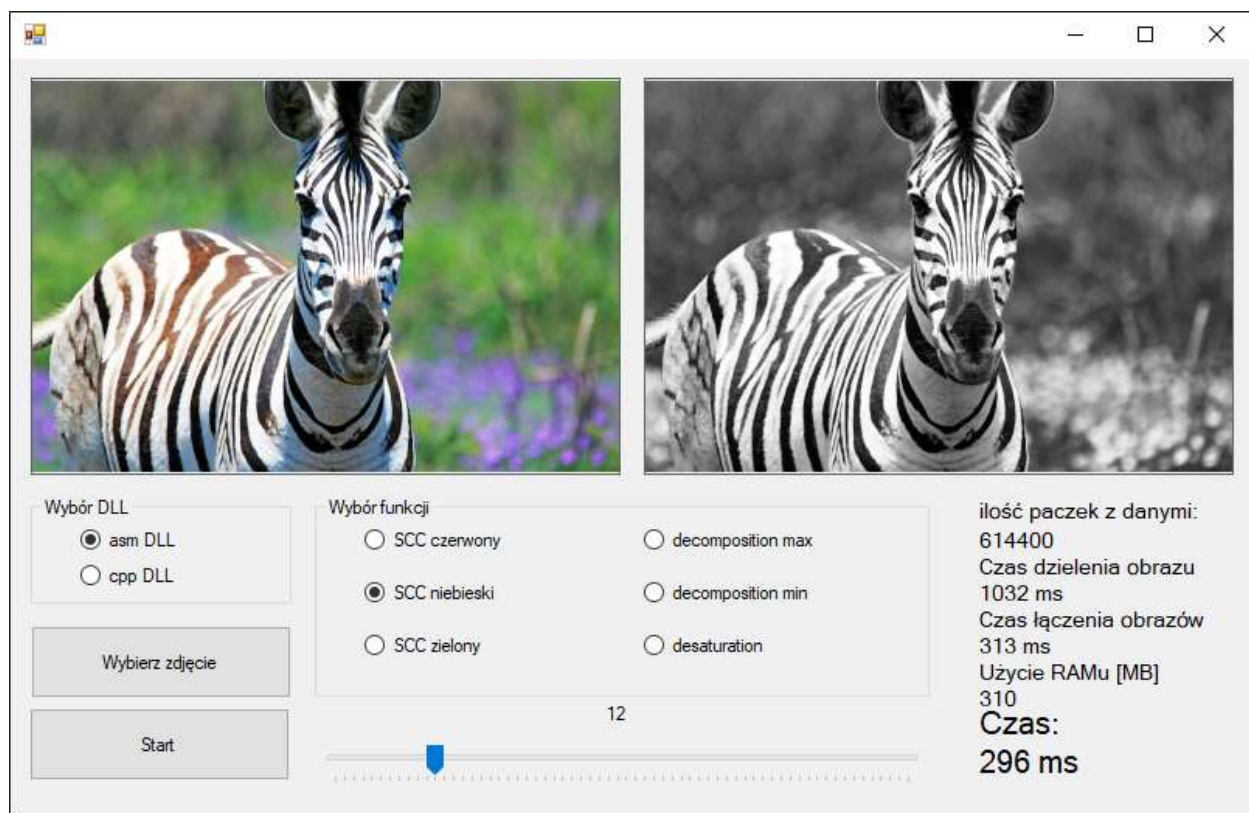 Wybór DLL
asm DLL
cpp DLL
Wybierz zdjęcie
Start
Wybór funkcji
SCC czerwony
SCC niebieski
SCC zielony
decomposition max
decomposition min
desaturation
12
ilość paczek z danymi:
614400
Czas dzielenia obrazu
1032 ms
Czas łączenia obrazów
313 ms
Użycie RAMu [MB]
310
Czas:
296 ms